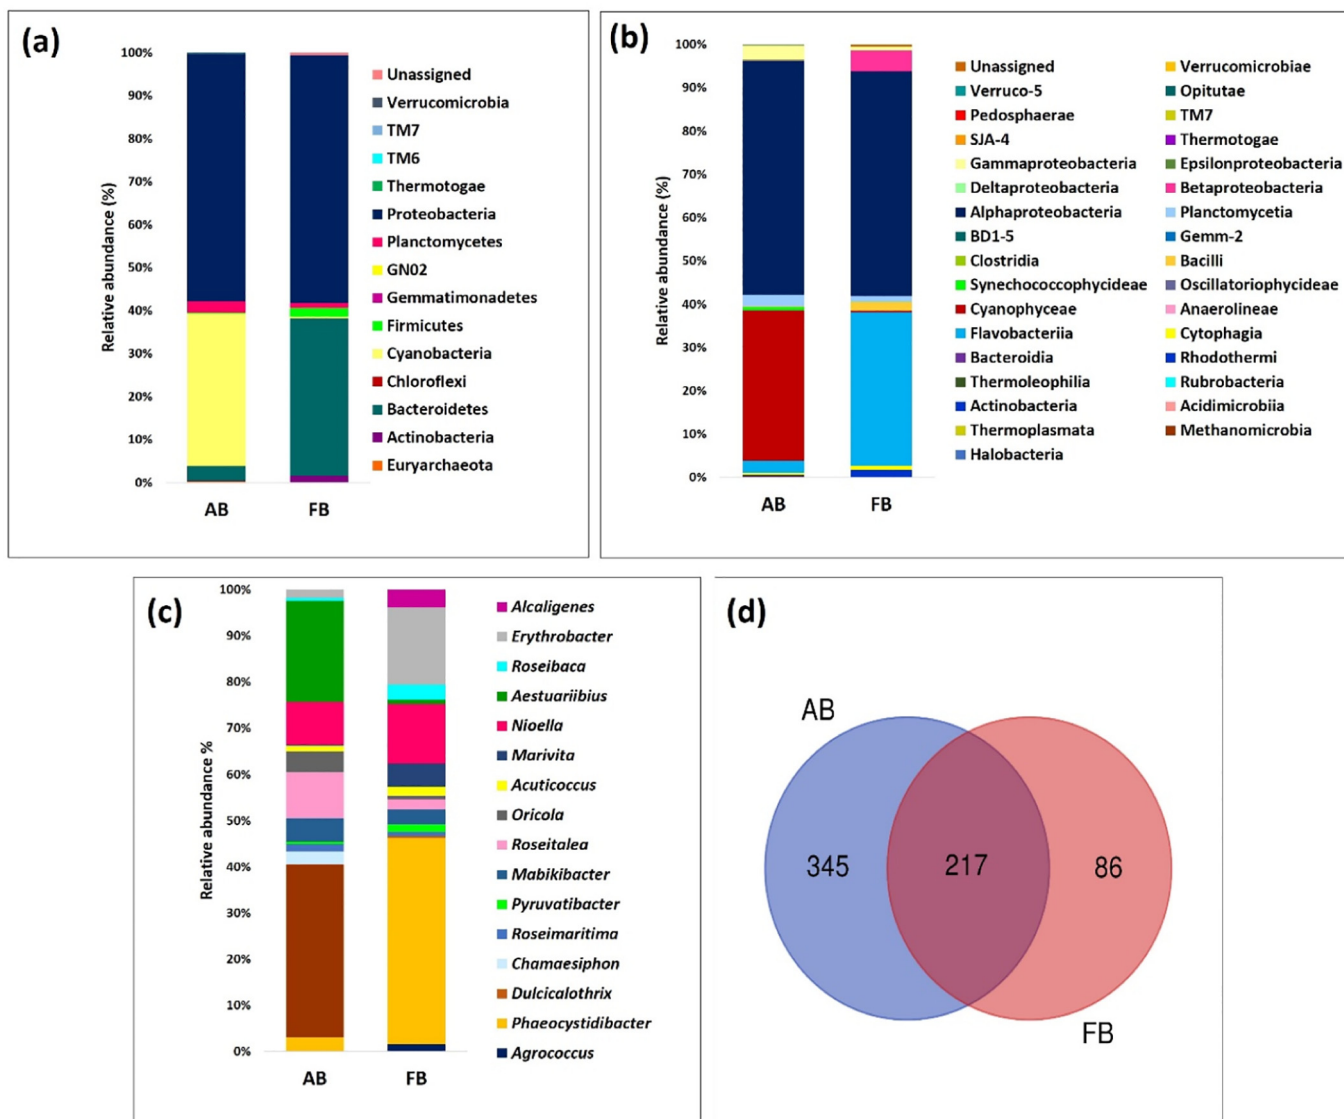 (a)
100%
90%
80%
70%
60%
50%
40%
30%
20%
10%
0%
Relative abundance (%)
AB FB
Unassigned
Verrucomicrobia
TM7
TM6
Thermotogae
Proteobacteria
Planctomycetes
GN02
Gemmatimonadetes
Firmicutes
Cyanobacteria
Chloroflexi
Bacteroidetes
Actinobacteria
Euryarchaeota
(b)
100%
90%
80%
70%
60%
50%
40%
30%
20%
10%
0%
Relative abundance (%)
AB FB
Unassigned Verrucomicrobiae
Verruco-5 Opitutae
Pedosphaerae TM7
SJA-4 Thermotogae
Gammaproteobacteria Epsilonproteobacteria
Deltaproteobacteria Betaproteobacteria
Alphaproteobacteria Planctomycetia
BD1-5 Gemm-2
Clostridia Bacilli
Synechococcophycideae Oscillatoriophycideae
Cyanophyceae Anaerolineae
Flavobacteriia Cytophagia
Bacteroidia Rhodothermi
Thermoleophilia Rubrobacteria
Actinobacteria Acidimicrobiia
Thermoplasmata Methanomicrobia
Halobacteria
(c)
100%
90%
80%
70%
60%
50%
40%
30%
20%
10%
0%
Relative abundance %
AB FB
Alcaligenes
Erythrobacter
Roseibaca
Aestuariibius
Nioella
Marivita
Acuticoccus
Oricola
Roseitalea
Mabikibacter
Pyruvatibacter
Roseimaritima
Chamaesiphon
Dulcicalothrix
Phaeocystidibacter
Agrococcus
(d)
AB
345 217 86
FB